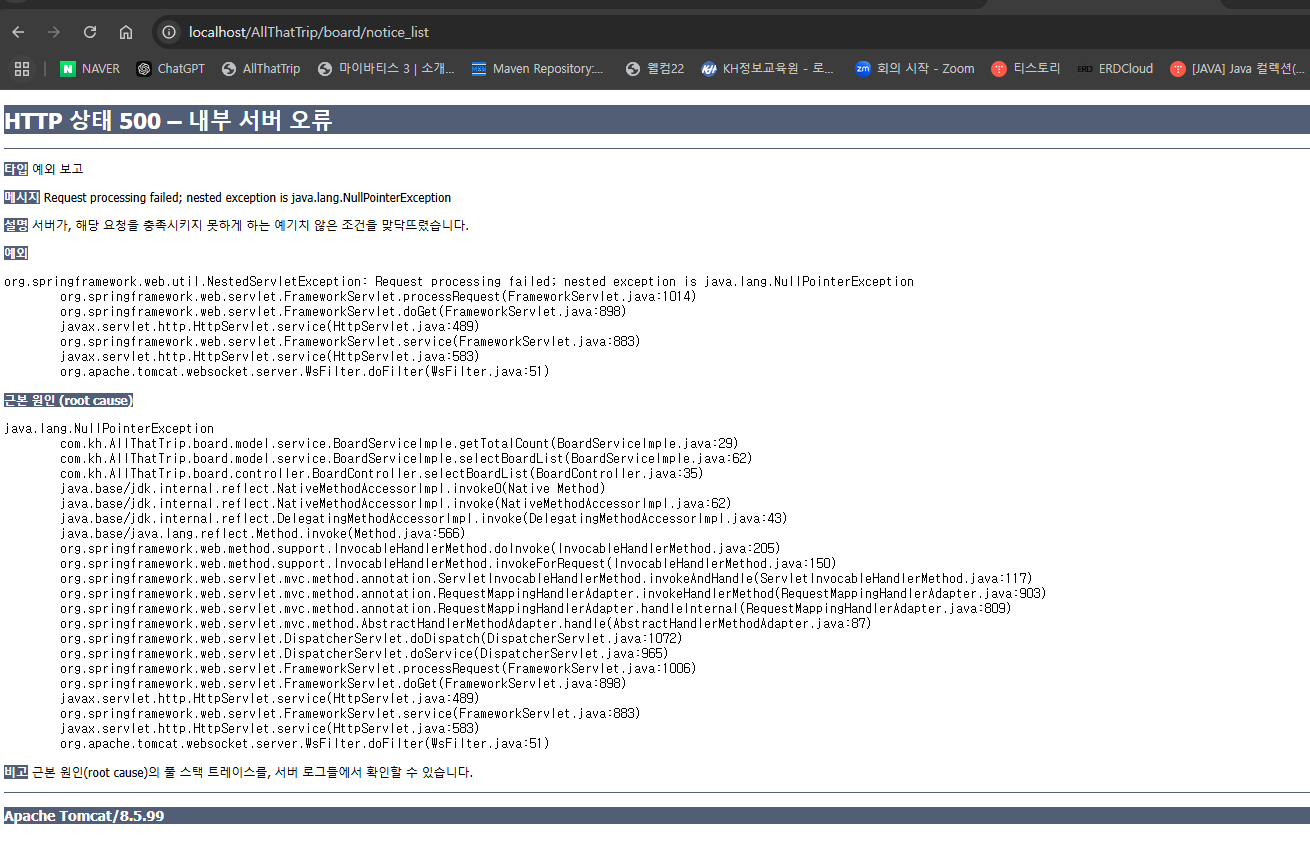 localhost/AllThatTrip/board/notice_list
NAVER ChatGPT AllThatTrip 마이바티스 3 | 소개... Maven Repository:... 웰컴22 KH정보교육원 - 로... zm 회의 시작 - Zoom 티스토리 ERD ERDCloud [JAVA] Java 컬렉션(...
HTTP 상태 500 – 내부 서버 오류
타입 예외 보고
메시지 Request processing failed; nested exception is java.lang.NullPointerException
설명 서버가, 해당 요청을 충족시키지 못하게 하는 예기치 않은 조건을 맞닥뜨렸습니다.
예외
org.springframework.web.util.NestedServletException: Request processing failed; nested exception is java.lang.NullPointerException
org.springframework.web.servlet.FrameworkServlet.processRequest(FrameworkServlet.java:1014)
org.springframework.web.servlet.FrameworkServlet.doGet(FrameworkServlet.java:898)
javax.servlet.http.HttpServlet.service(HttpServlet.java:489)
org.springframework.web.servlet.FrameworkServlet.service(FrameworkServlet.java:883)
javax.servlet.http.HttpServlet.service(HttpServlet.java:583)
org.apache.tomcat.websocket.server.WsFilter.doFilter(WsFilter.java:51)
근본 원인 (root cause)
java.lang.NullPointerException
com.kh.AllThatTrip.board.model.service.BoardServiceImple.getTotalCount(BoardServiceImple.java:29)
com.kh.AllThatTrip.board.model.service.BoardServiceImple.selectBoardList(BoardServiceImple.java:62)
com.kh.AllThatTrip.board.controller.BoardController.selectBoardList(BoardController.java:35)
java.base/jdk.internal.reflect.NativeMethodAccessorImpl.invoke0(Native Method)
java.base/jdk.internal.reflect.NativeMethodAccessorImpl.invoke(NativeMethodAccessorImpl.java:62)
java.base/jdk.internal.reflect.DelegatingMethodAccessorImpl.invoke(DelegatingMethodAccessorImpl.java:43)
java.base/java.lang.reflect.Method.invoke(Method.java:566)
org.springframework.web.method.support.InvocableHandlerMethod.doInvoke(InvocableHandlerMethod.java:205)
org.springframework.web.method.support.InvocableHandlerMethod.invokeForRequest(InvocableHandlerMethod.java:150)
org.springframework.web.servlet.mvc.method.annotation.ServletInvocableHandlerMethod.invokeAndHandle(ServletInvocableHandlerMethod.java:117)
org.springframework.web.servlet.mvc.method.annotation.RequestMappingHandlerAdapter.invokeHandlerMethod(RequestMappingHandlerAdapter.java:903)
org.springframework.web.servlet.mvc.method.annotation.RequestMappingHandlerAdapter.handleInternal(RequestMappingHandlerAdapter.java:809)
org.springframework.web.servlet.mvc.method.AbstractHandlerMethodAdapter.handle(AbstractHandlerMethodAdapter.java:87)
org.springframework.web.servlet.DispatcherServlet.doDispatch(DispatcherServlet.java:1072)
org.springframework.web.servlet.DispatcherServlet.doService(DispatcherServlet.java:965)
org.springframework.web.servlet.FrameworkServlet.processRequest(FrameworkServlet.java:1006)
org.springframework.web.servlet.FrameworkServlet.doGet(FrameworkServlet.java:898)
javax.servlet.http.HttpServlet.service(HttpServlet.java:489)
org.springframework.web.servlet.FrameworkServlet.service(FrameworkServlet.java:883)
javax.servlet.http.HttpServlet.service(HttpServlet.java:583)
org.apache.tomcat.websocket.server.WsFilter.doFilter(WsFilter.java:51)
비고 근본 원인(root cause)의 풀 스택 트레이스를, 서버 로그들에서 확인할 수 있습니다.
Apache Tomcat/8.5.99